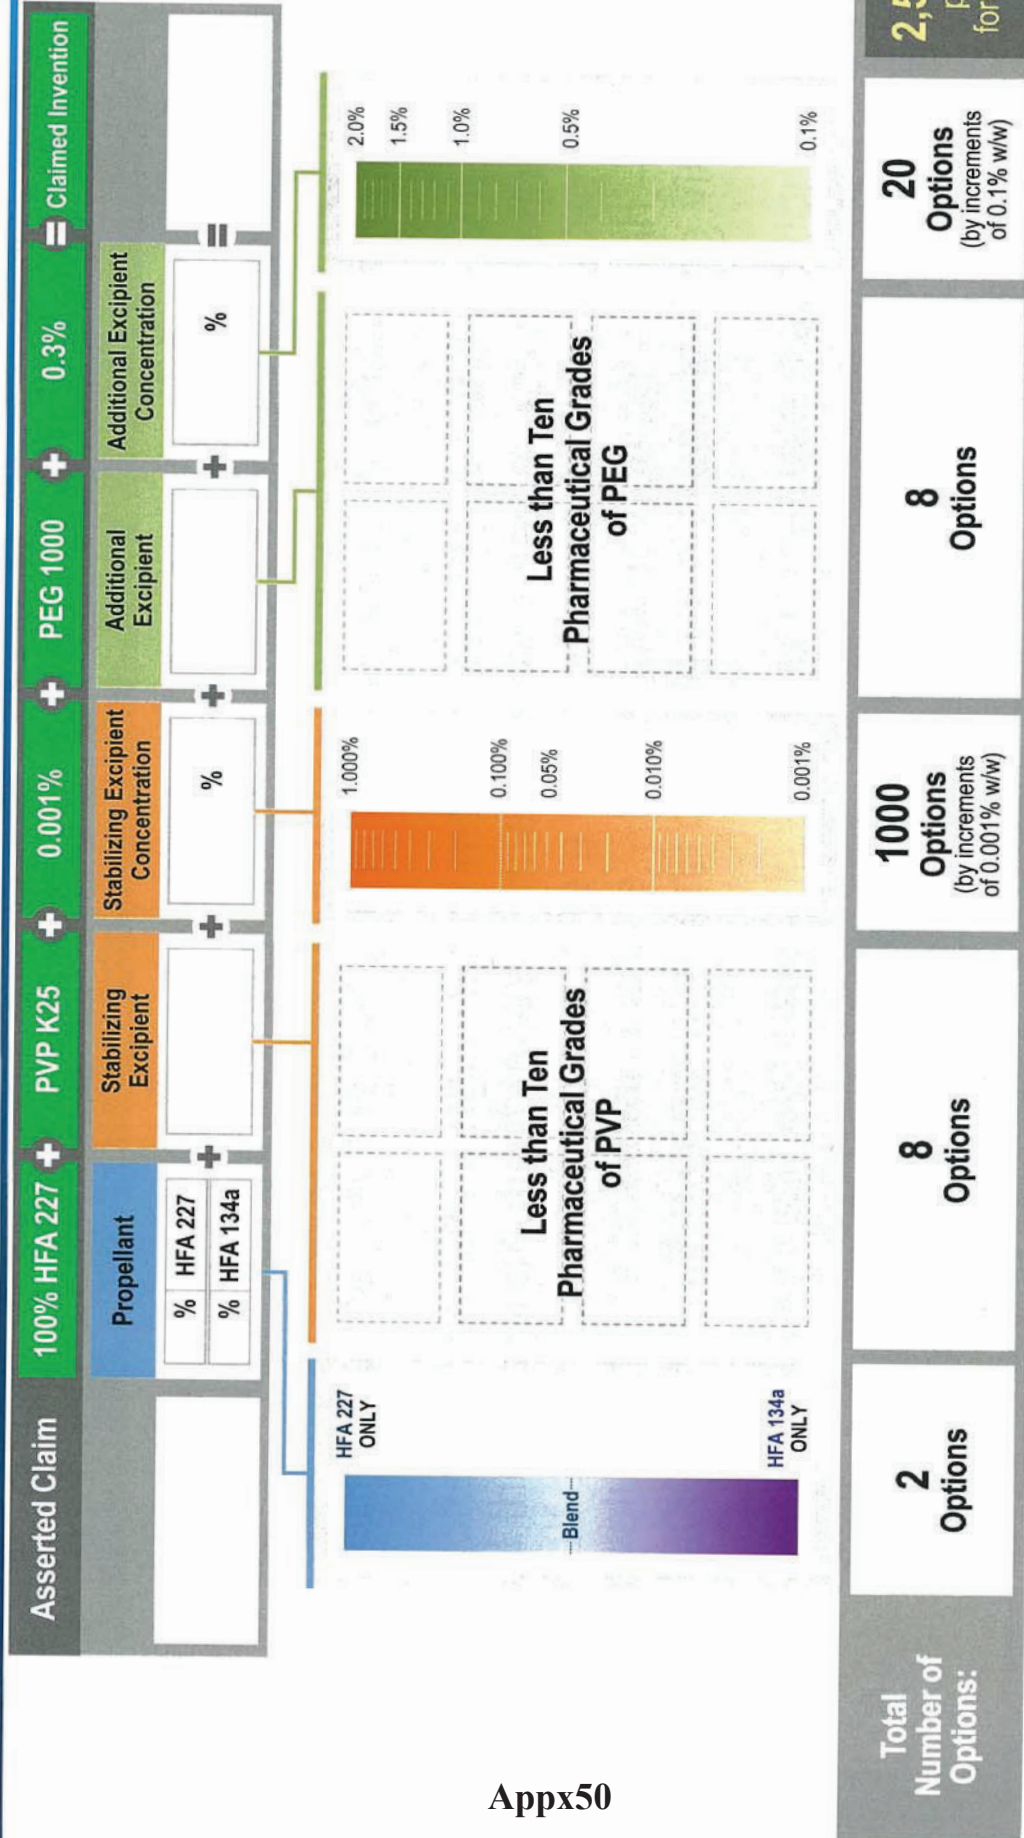 Asserted Claim
100% HFA 227 + PVP K25 + 0.001% + PEG 1000 + 0.3% = Claimed Invention
Propellant
Stabilizing
Excipient
Stabilizing Excipient
Concentration
Additional
Excipient
Additional Excipient
Concentration
% HFA 227
% HFA 134a
+
+
%
+
+
%
=
HFA 227
ONLY
--Blend--
HFA 134a
ONLY
Less than Ten
Pharmaceutical Grades
of PVP
1.000%
0.100%
0.05%
0.010%
0.001%
Less than Ten
Pharmaceutical Grades
of PEG
2.0%
1.5%
1.0%
0.5%
0.1%
Total
Number of
Options:
2
Options
8
Options
1000
Options
(by increments
of 0.001% w/w)
8
Options
20
Options
(by increments
of 0.1% w/w)
2,5
p
for
Appx50